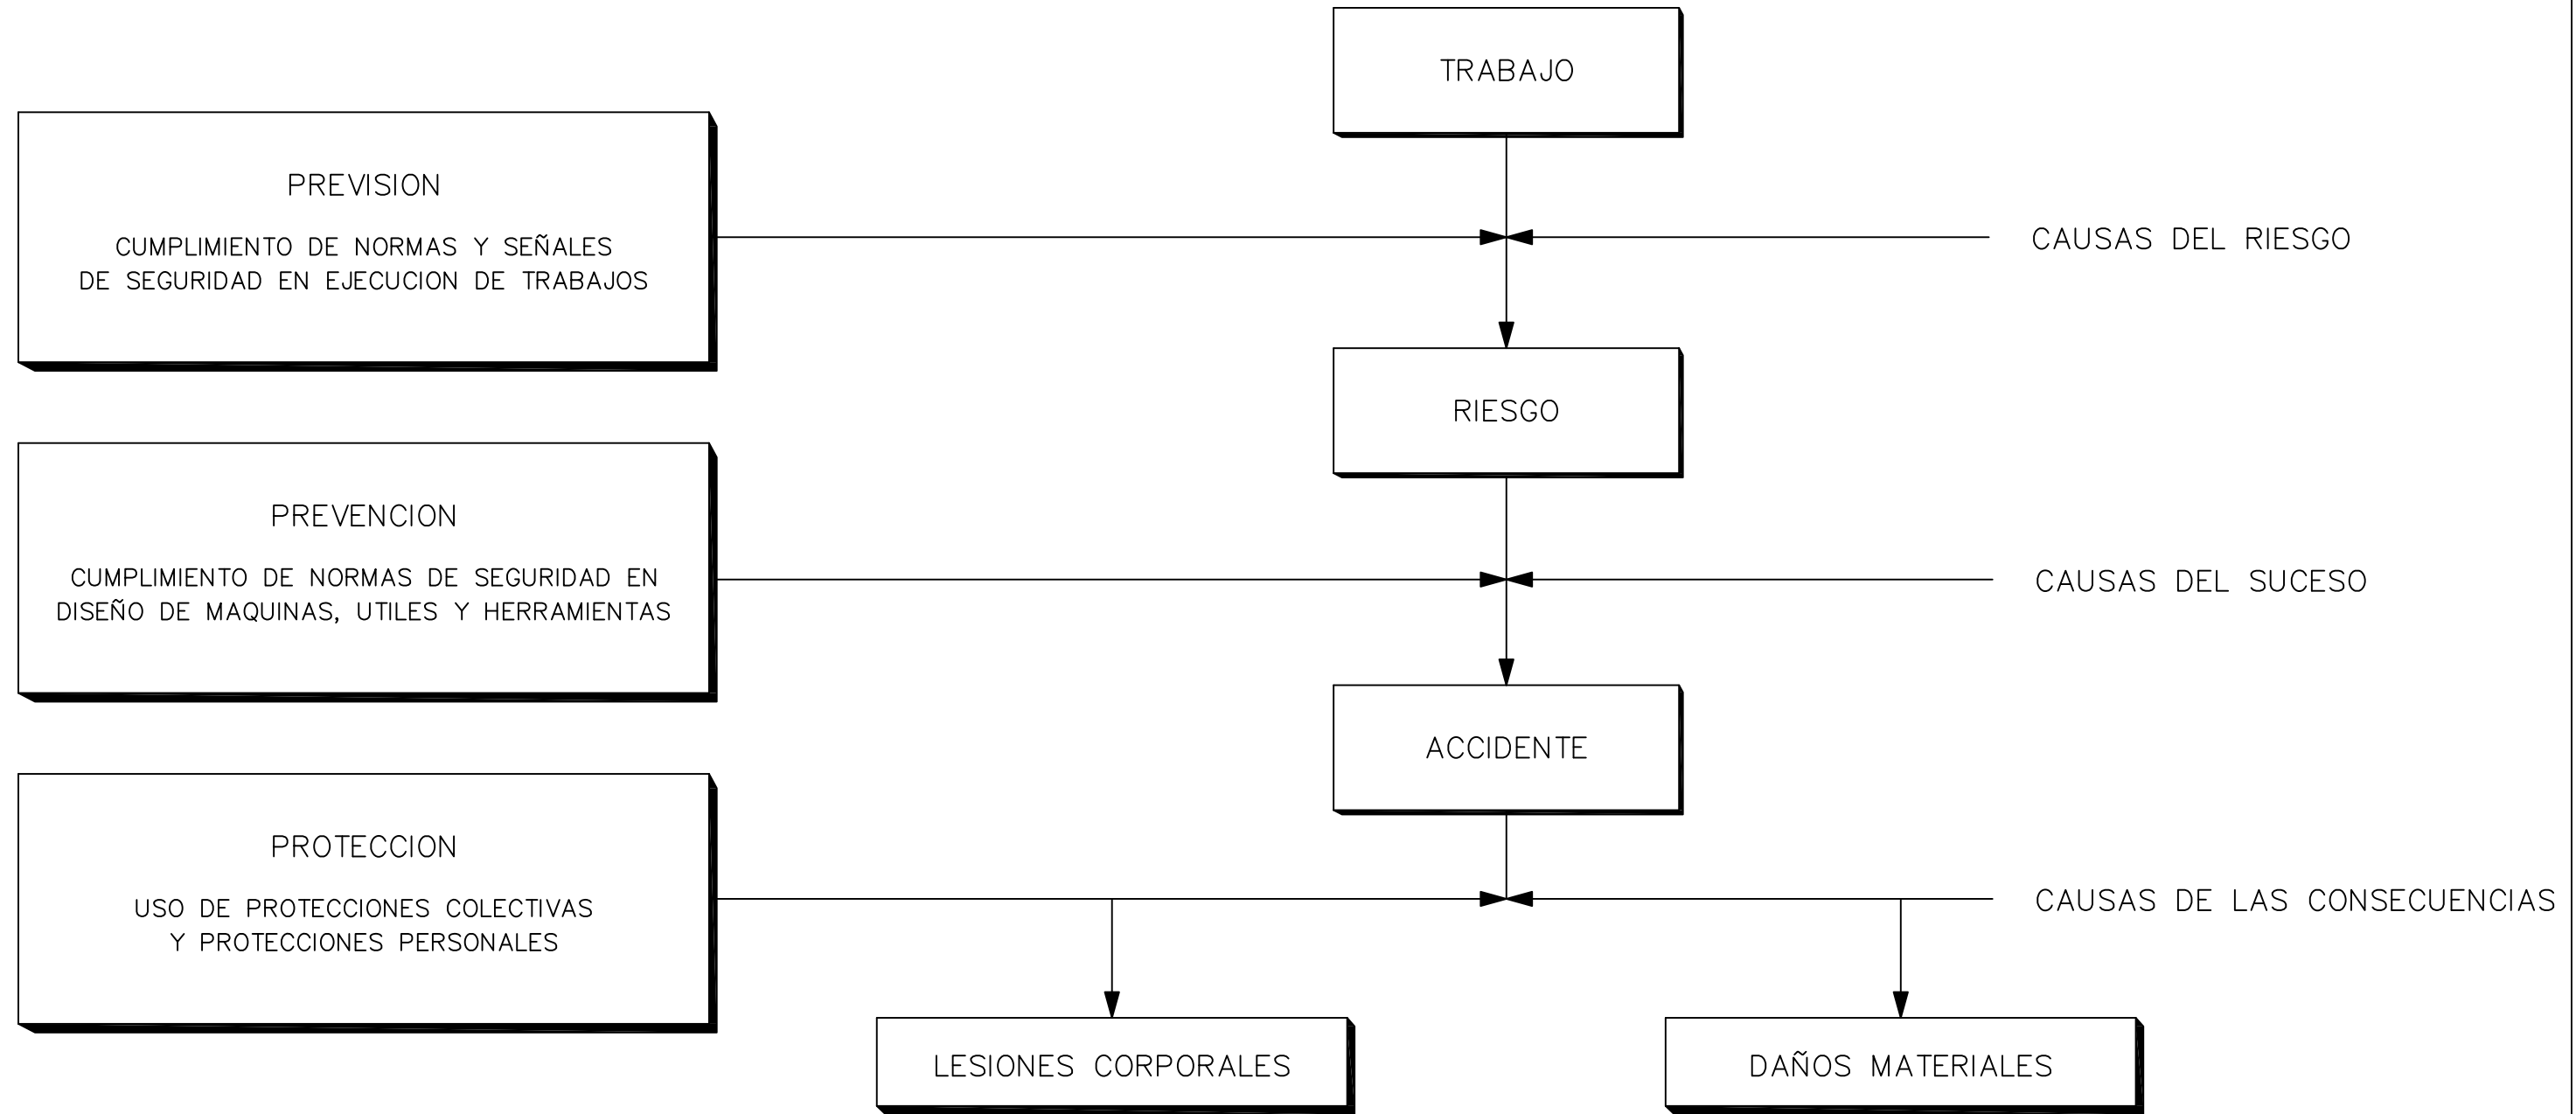 TRABAJO
PREVISION
CUMPLIMIENTO DE NORMAS Y SEÑALES
DE SEGURIDAD EN EJECUCION DE TRABAJOS
CAUSAS DEL RIESGO
RIESGO
PREVENCION
CUMPLIMIENTO DE NORMAS DE SEGURIDAD EN
DISEÑO DE MAQUINAS, UTILES Y HERRAMIENTAS
CAUSAS DEL SUCESO
ACCIDENTE
PROTECCION
USO DE PROTECCIONES COLECTIVAS
Y PROTECCIONES PERSONALES
CAUSAS DE LAS CONSECUENCIAS
LESIONES CORPORALES
DAÑOS MATERIALES